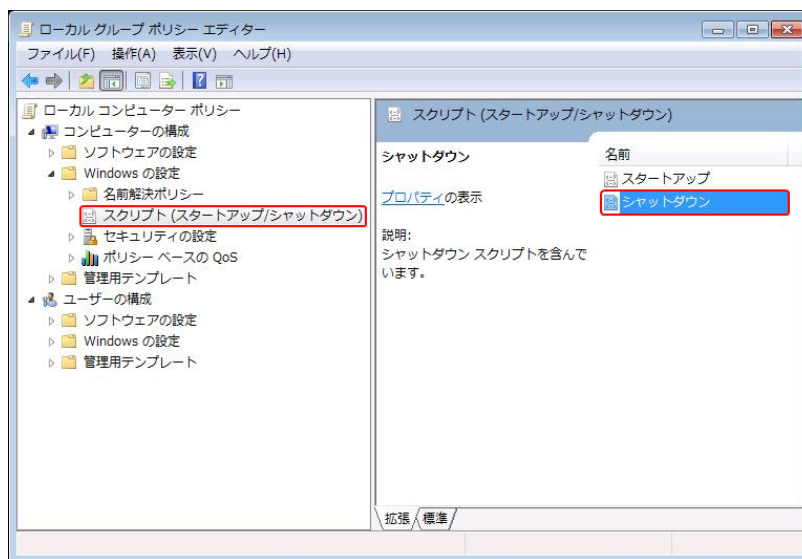 ローカル グループ ポリシー エディター
ファイル(F) 操作(A) 表示(V) ヘルプ(H)
ローカル コンピューター ポリシー
コンピューターの構成
ソフトウェアの設定
Windows の設定
名前解決ポリシー
スクリプト (スタートアップ/シャットダウン)
セキュリティの設定
ポリシー ベースの QoS
管理用テンプレート
ユーザーの構成
ソフトウェアの設定
Windows の設定
管理用テンプレート
スクリプト (スタートアップ/シャットダウン)
シャットダウン
プロパティの表示
説明:
シャットダウン スクリプトを含んで
います。
名前
スタートアップ
シャットダウン
拡張 標準